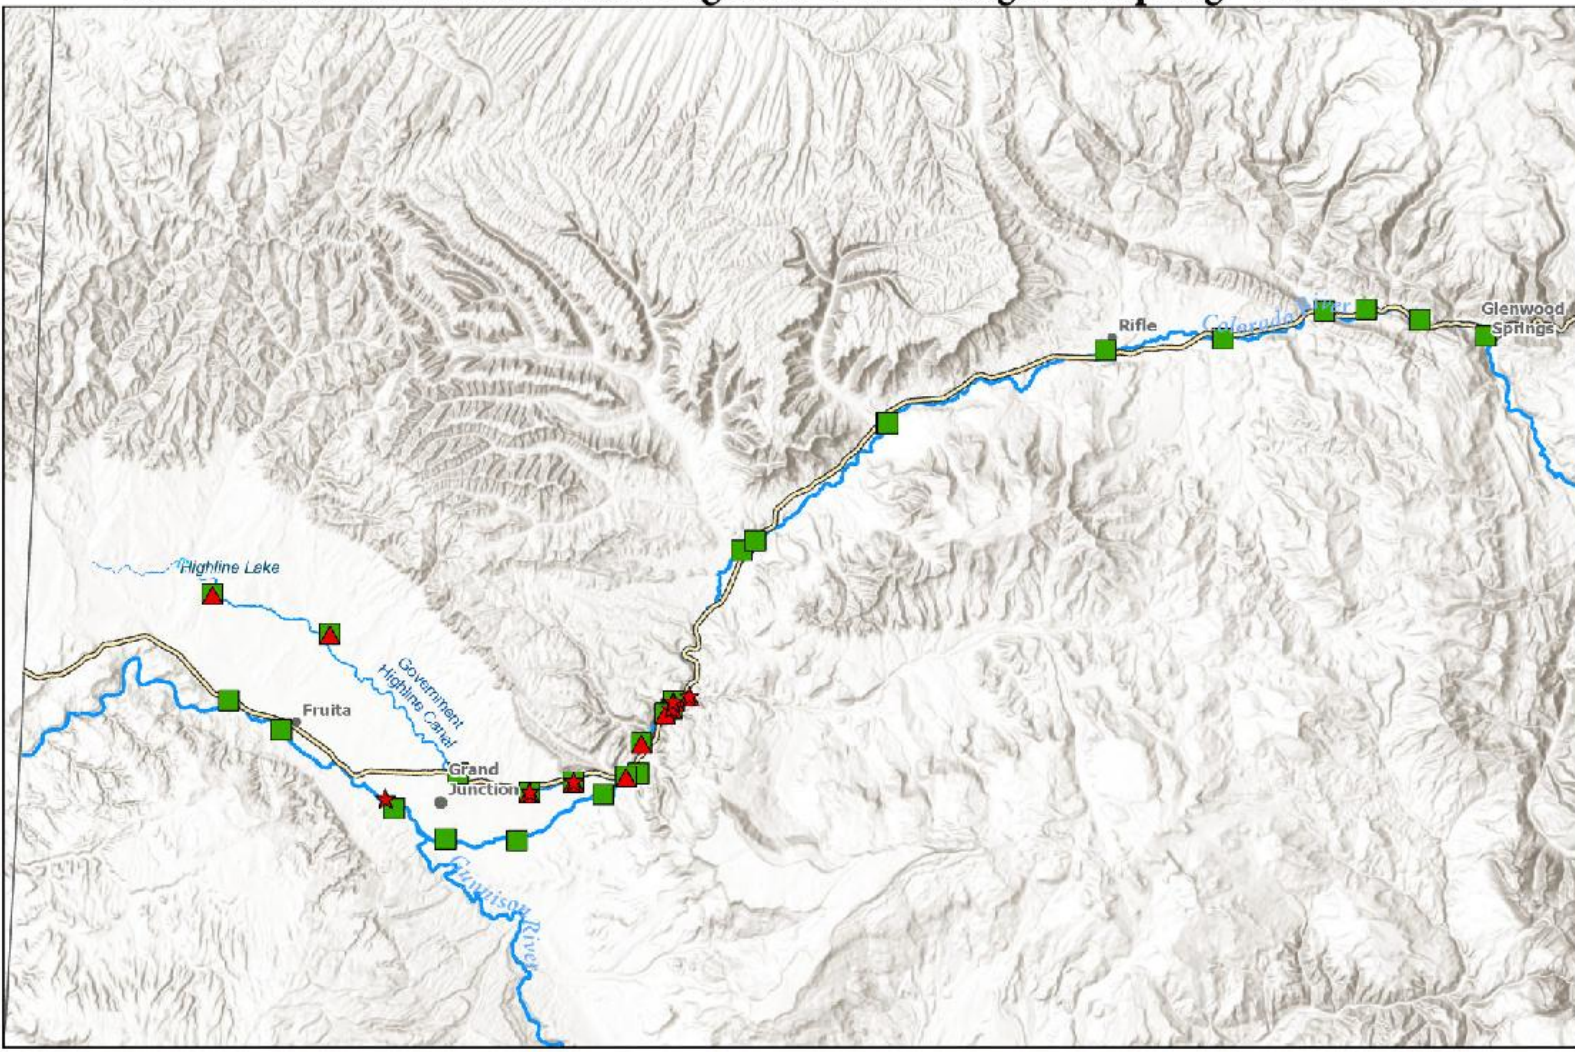 Glenwood
Springs
Colorado River
Rifle
Highline Lake
Government
Highline Canal
Fruita
Grand
Junction
Gunnison River